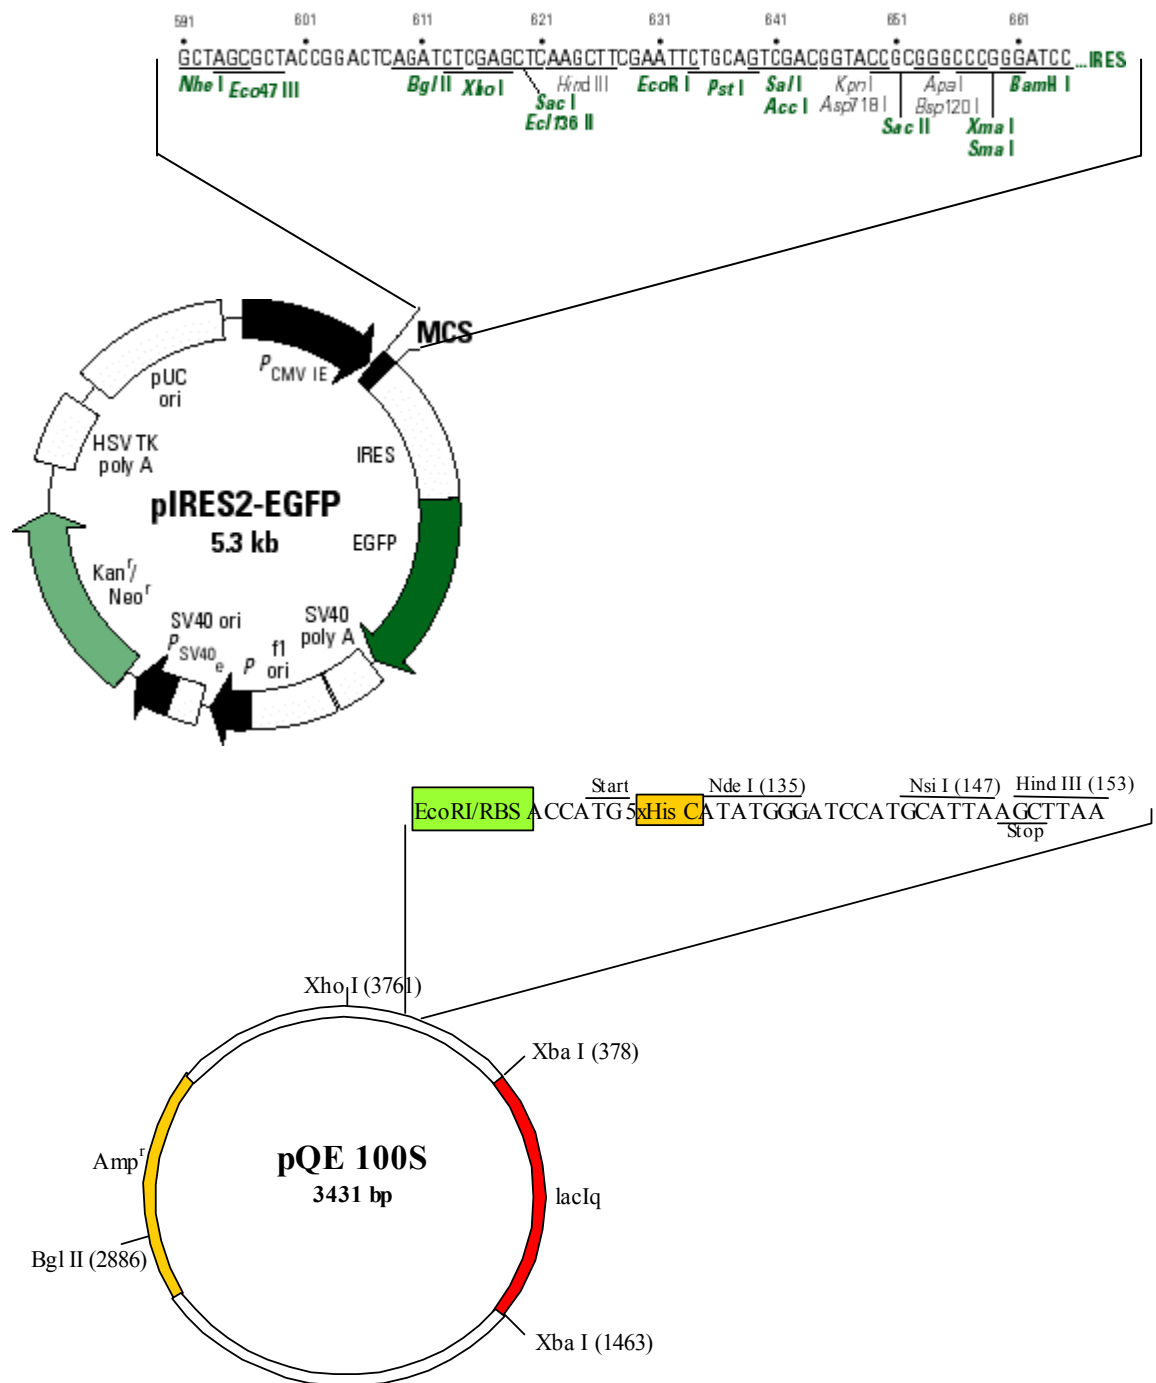 591 601 611 621 631 641 651 661
GCTAGCGCTACCGGACTCAGATCTCGAGCTCAAGCTTCGAATTCTGCAGTCGACGGTACCGCGGGCCCGGGATCC...IRES
Nhe I Eco47 III Bgl II Xho I Hind III EcoR I Pst I Sal I Kpn I Apa I BamH I
Sac I Acc I Asp718 I Bsp120 I
Ecl136 II Sac II Xma I
Sma I
MCS
P CMV IE
pUC
ori
HSV TK
poly A
IRES
pIRES2-EGFP
5.3 kb
EGFP
Kanʳ/
Neoʳ
SV40 ori
P SV40e
P
f1
ori
SV40
poly A
Start Nde I (135) Nsi I (147) Hind III (153)
EcoRI/RBS ACCATG 5xHis CATATGGGATCCATGCATTAAGCTTAA
Stop
Xho I (3761)
Xba I (378)
Ampʳ
pQE 100S
3431 bp
lacIq
Bgl II (2886)
Xba I (1463)